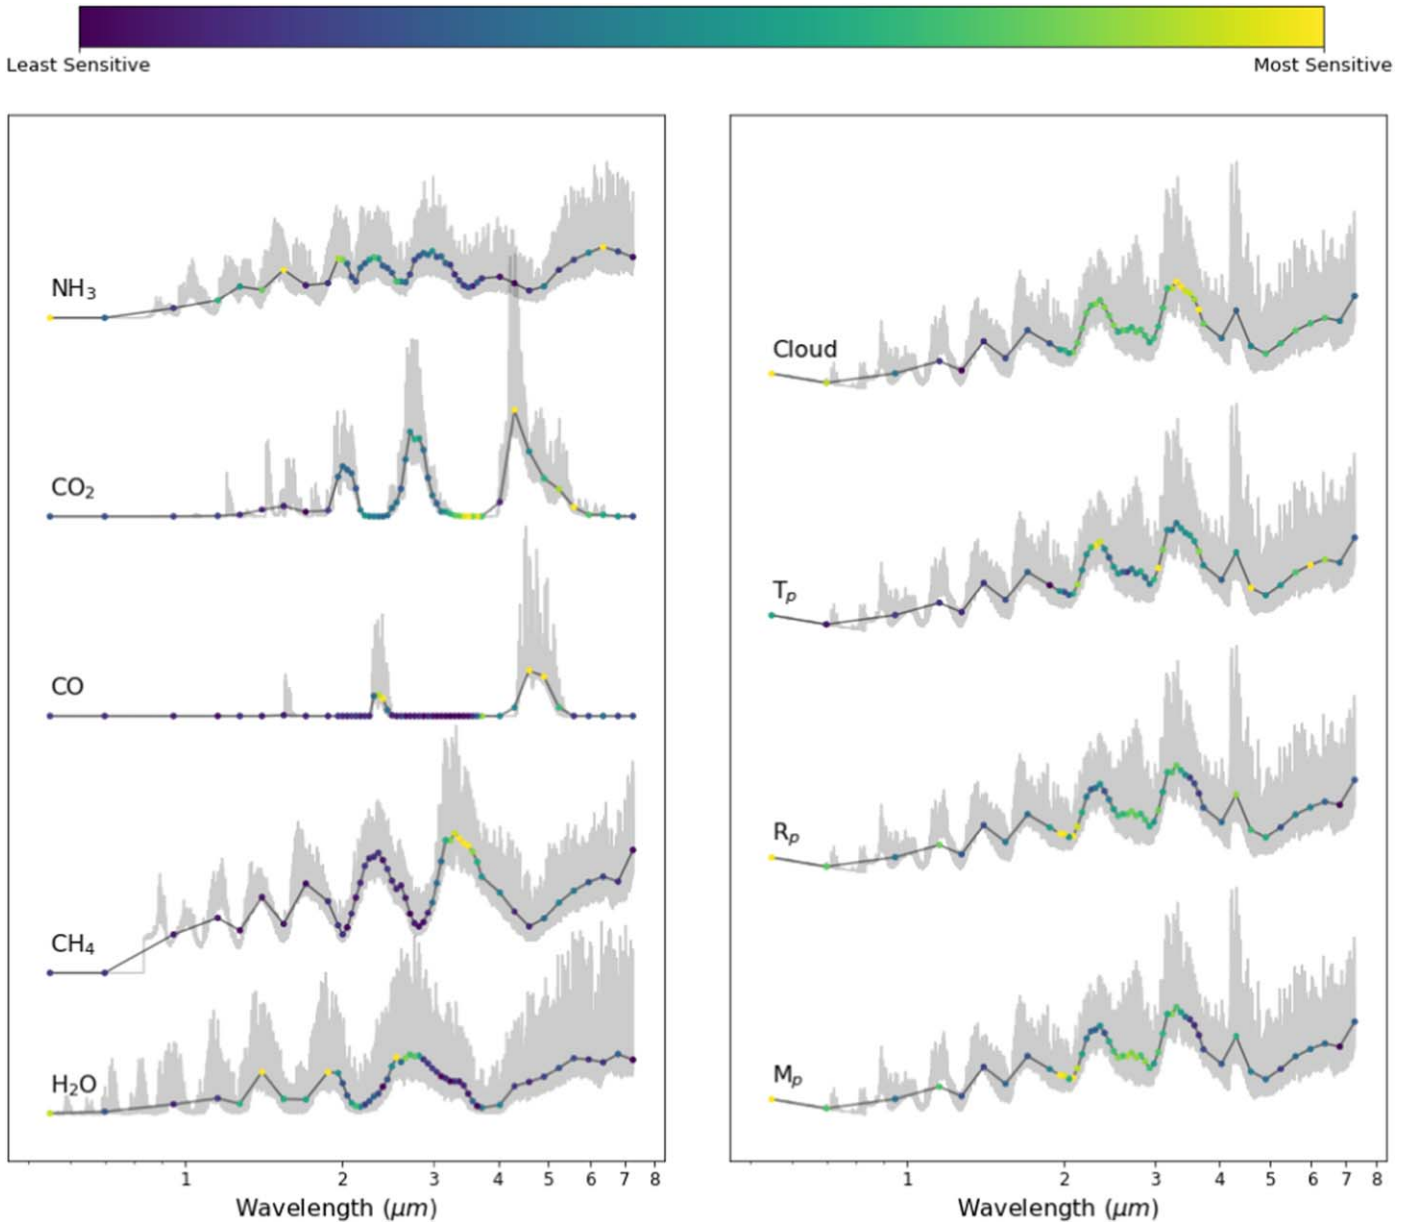 Least Sensitive Most Sensitive
NH₃
CO₂
CO
CH₄
H₂O
1 2 3 4 5 6 7 8
Wavelength (μm)
Cloud
Tₚ
Rₚ
Mₚ
1 2 3 4 5 6 7 8
Wavelength (μm)